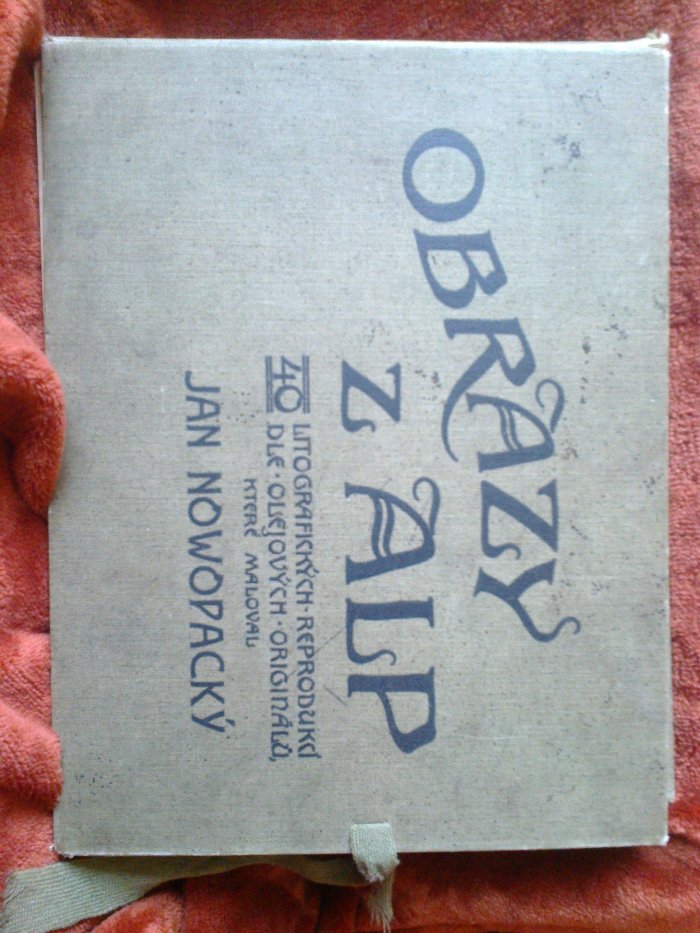 OBRAZY
Z ALP
40 LITOGRAFICKÝCH · REPRODUKCÍ
DLE · OLEJOVÝCH · ORIGINÁLŮ,
KTERÉ MALOVAL
JAN NOWOPACKÝ